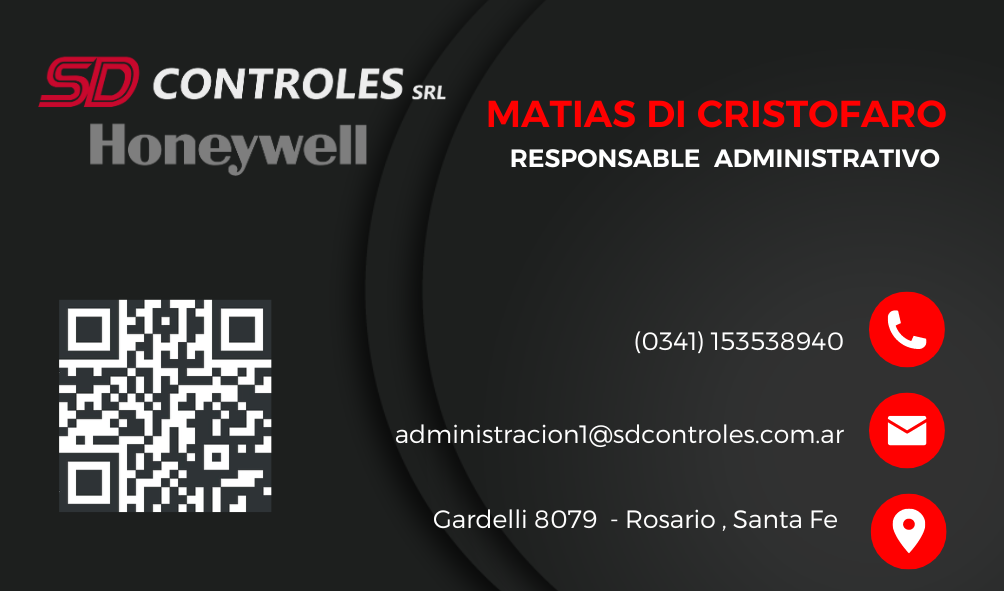 SD CONTROLES SRL
Honeywell
MATIAS DI CRISTOFARO
RESPONSABLE ADMINISTRATIVO
(0341) 153538940
administracion1@sdcontroles.com.ar
Gardelli 8079 - Rosario , Santa Fe